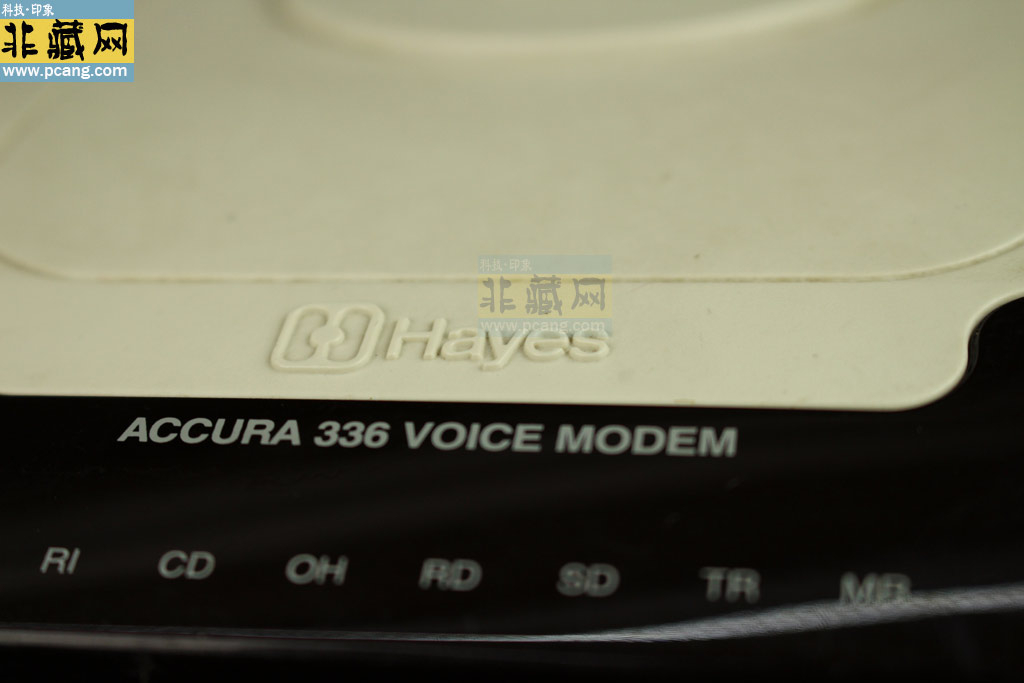 科技·印象
非藏网
www.pcang.com
科技·印象
非藏网
www.pcang.com
Hayes
ACCURA 336 VOICE MODEM
RI CD OH RD SD TR MR